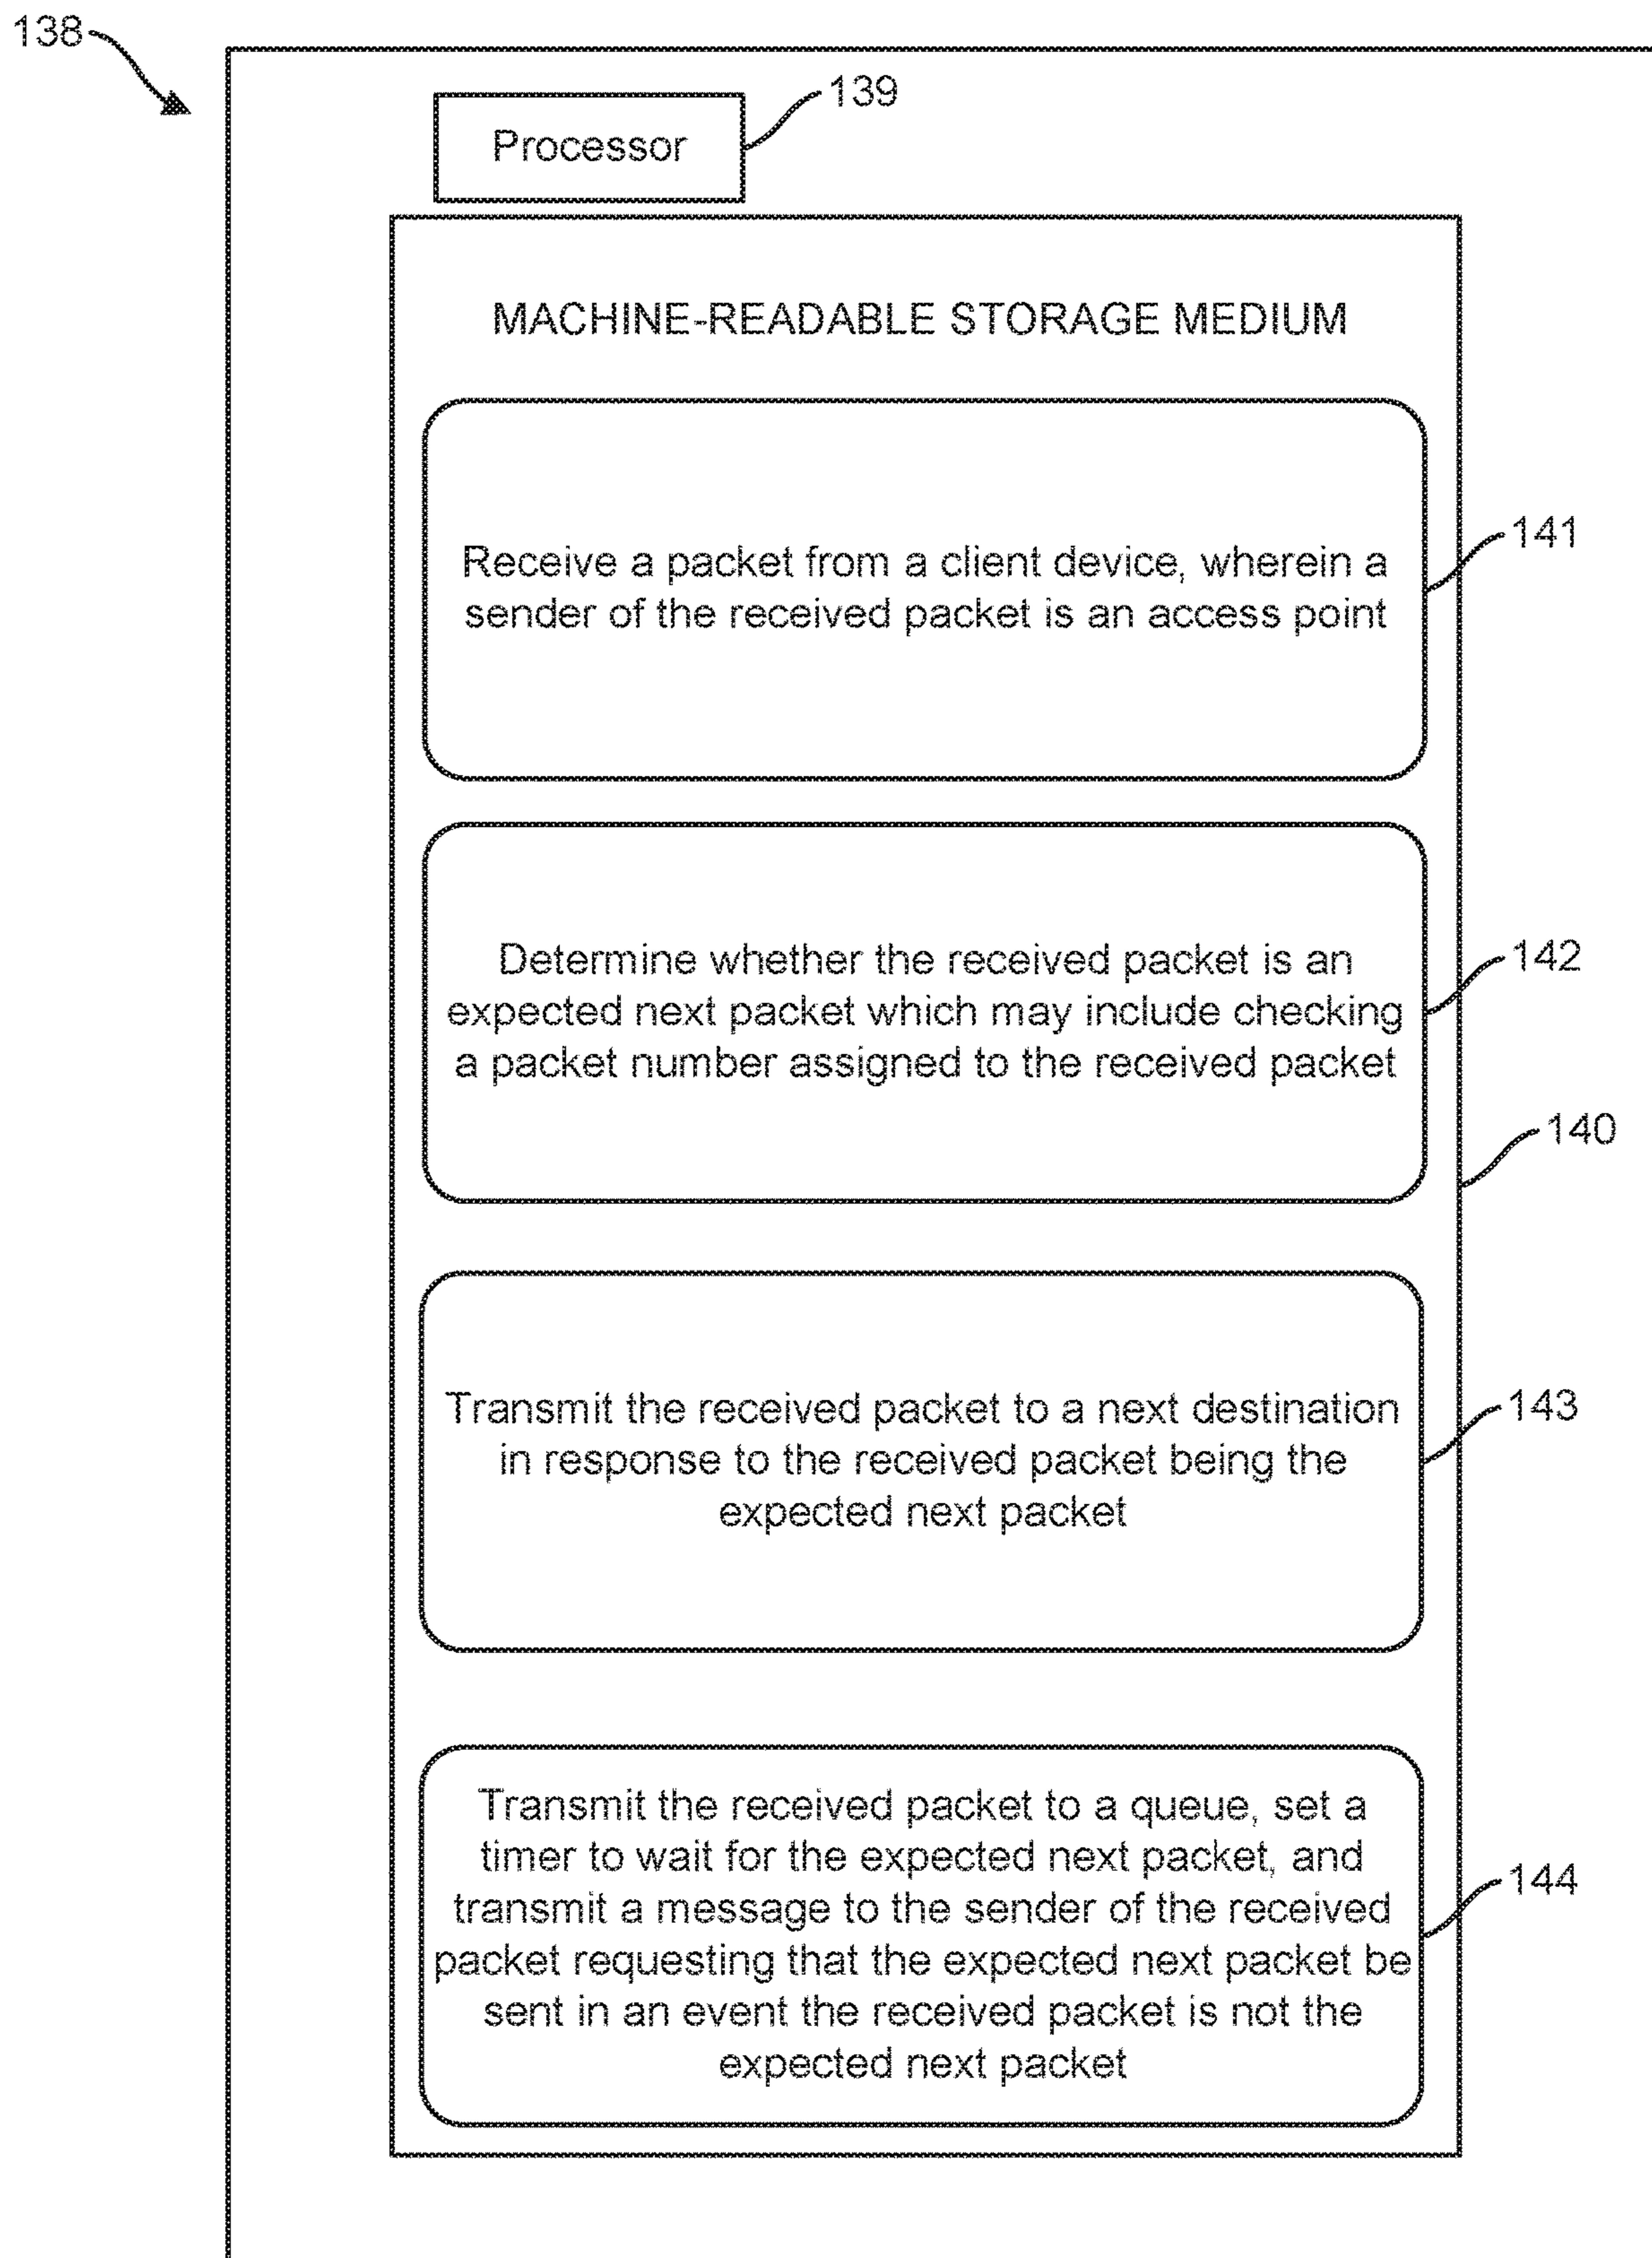 138
139
Processor
MACHINE-READABLE STORAGE MEDIUM
141
Receive a packet from a client device, wherein a
sender of the received packet is an access point
142
Determine whether the received packet is an
expected next packet which may include checking
a packet number assigned to the received packet
140
143
Transmit the received packet to a next destination
in response to the received packet being the
expected next packet
144
Transmit the received packet to a queue, set a
timer to wait for the expected next packet, and
transmit a message to the sender of the received
packet requesting that the expected next packet be
sent in an event the received packet is not the
expected next packet